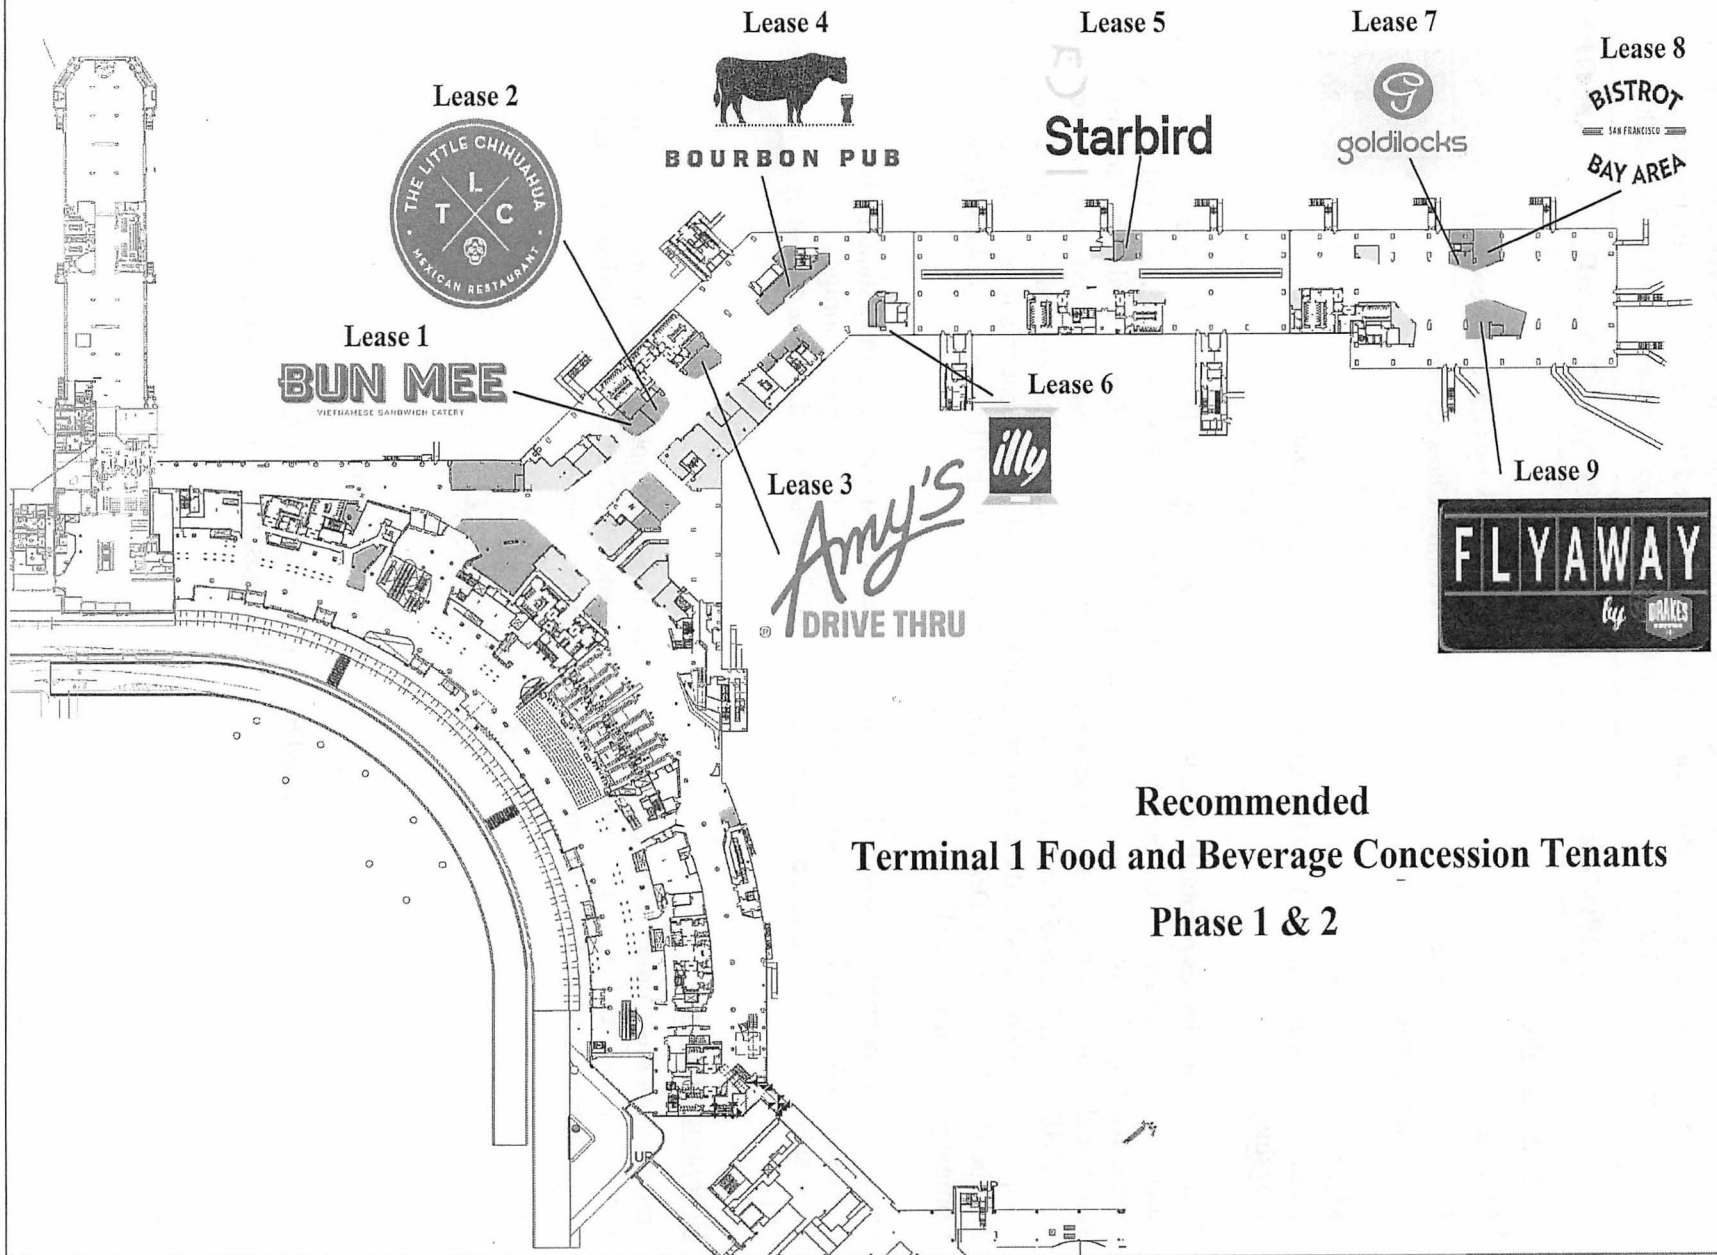 Lease 4
BOURBON PUB
Lease 5
Starbird
Lease 7
G
goldilocks
Lease 8
BISTROT
SAN FRANCISCO
BAY AREA
Lease 2
THE LITTLE CHIHUAHUA
L
T C
MEXICAN RESTAURANT
Lease 1
BUN MEE
VIETNAMESE SANDWICH EATERY
Lease 6
illy
Lease 3
Amy's
DRIVE THRU
Lease 9
FLYAWAY
by DRAKES
Recommended
Terminal 1 Food and Beverage Concession Tenants
Phase 1 & 2
UP
UP